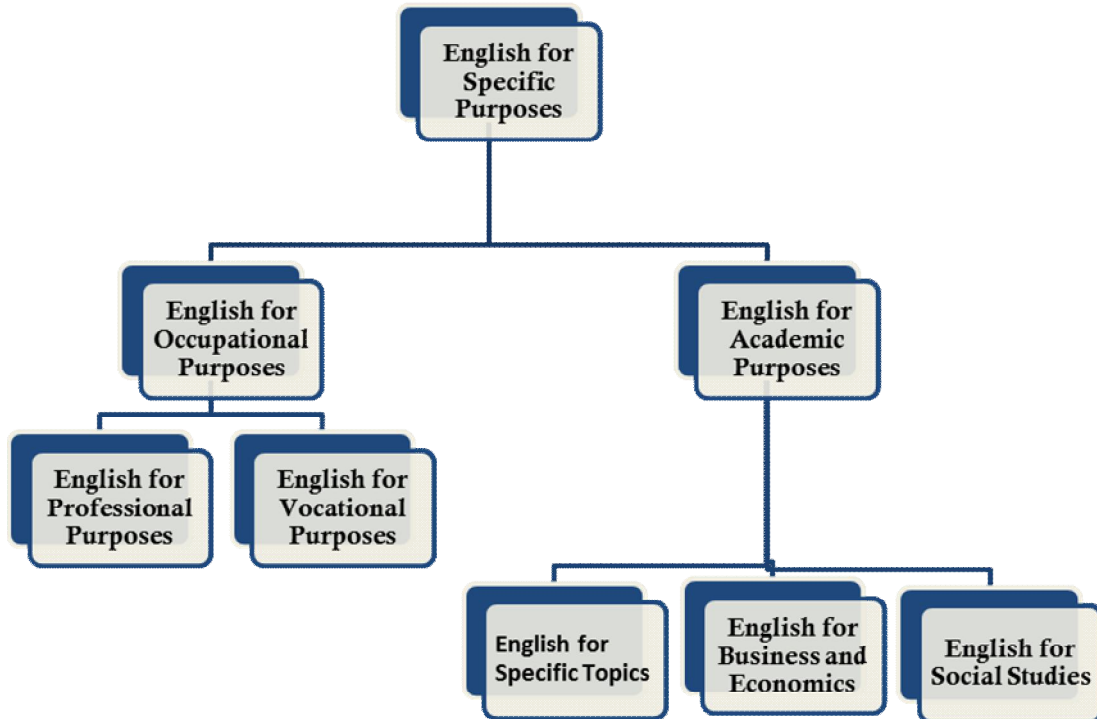 English for
Specific
Purposes
English for
Occupational
Purposes
English for
Academic
Purposes
English for
Professional
Purposes
English for
Vocational
Purposes
English for
Specific Topics
English for
Business and
Economics
English for
Social Studies